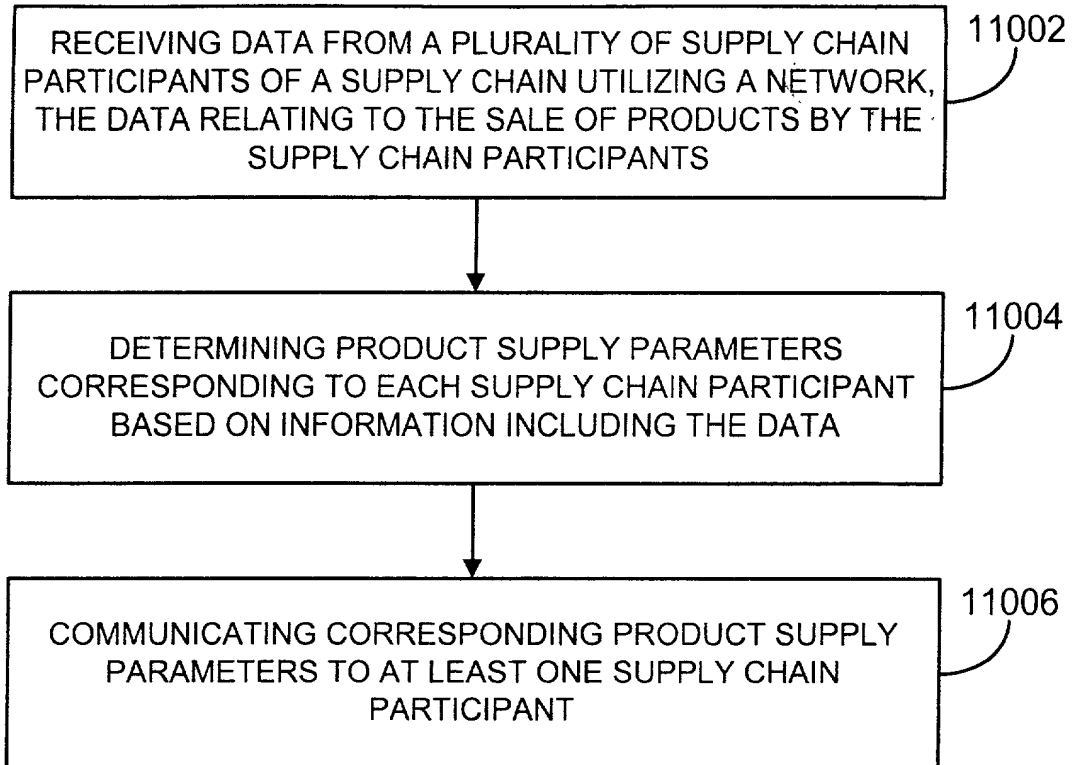 RECEIVING DATA FROM A PLURALITY OF SUPPLY CHAIN
PARTICIPANTS OF A SUPPLY CHAIN UTILIZING A NETWORK,
THE DATA RELATING TO THE SALE OF PRODUCTS BY THE
SUPPLY CHAIN PARTICIPANTS
11002
DETERMINING PRODUCT SUPPLY PARAMETERS
CORRESPONDING TO EACH SUPPLY CHAIN PARTICIPANT
BASED ON INFORMATION INCLUDING THE DATA
11004
COMMUNICATING CORRESPONDING PRODUCT SUPPLY
PARAMETERS TO AT LEAST ONE SUPPLY CHAIN
PARTICIPANT
11006